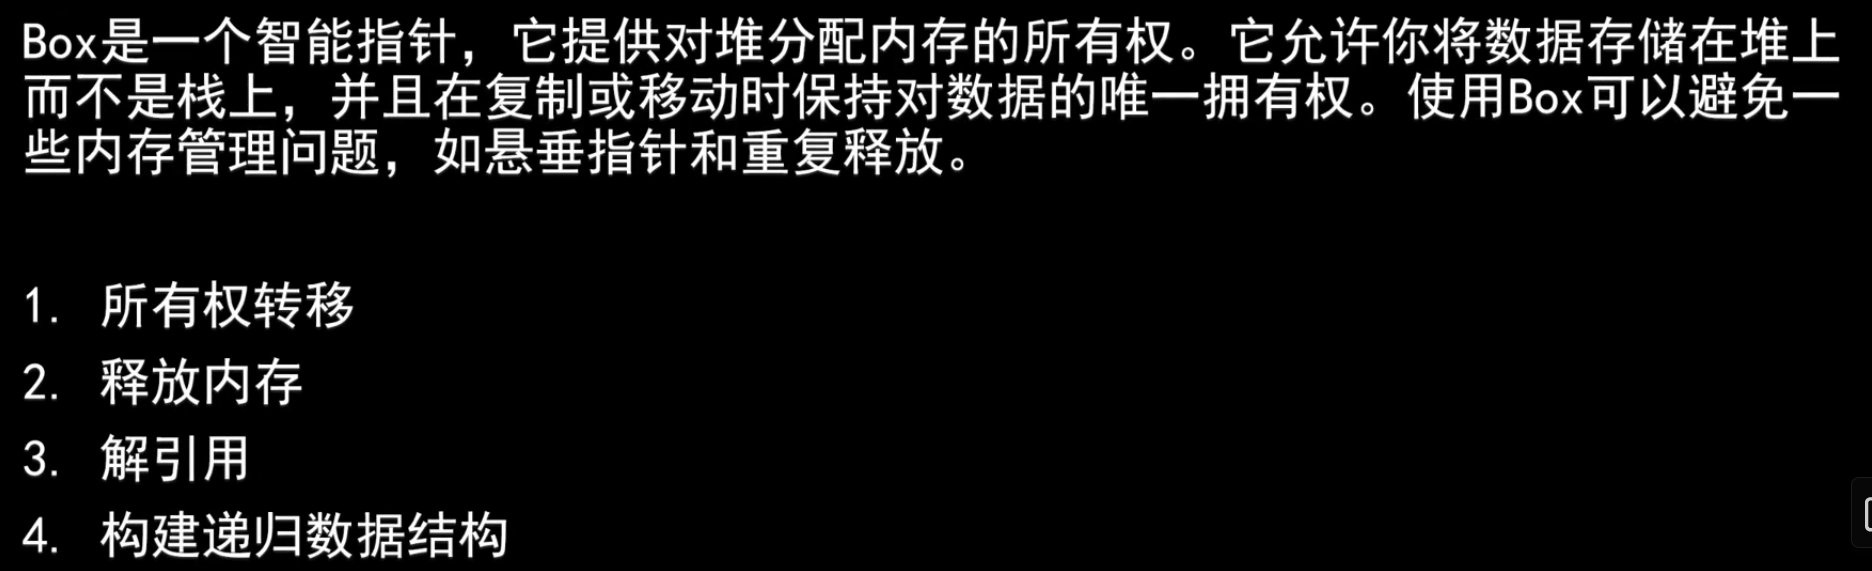 Box是一个智能指针，它提供对堆分配内存的所有权。它允许你将数据存储在堆上
而不是栈上，并且在复制或移动时保持对数据的唯一拥有权。使用Box可以避免一
些内存管理问题，如悬垂指针和重复释放。
1. 所有权转移
2. 释放内存
3. 解引用
4. 构建递归数据结构